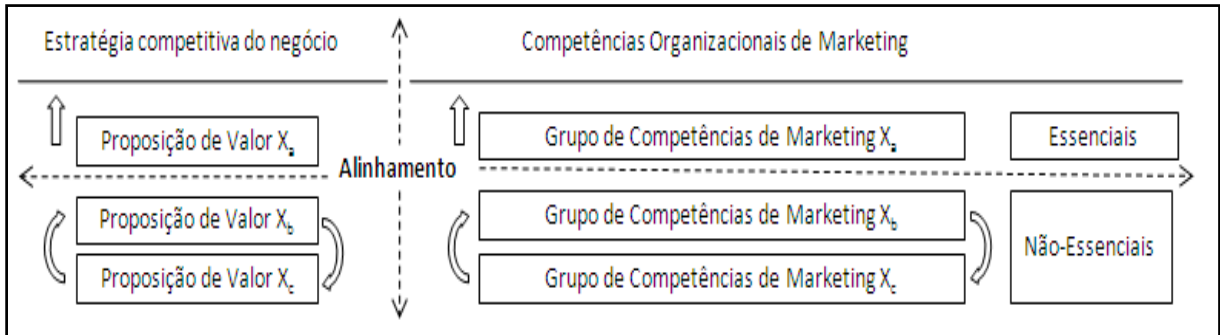 Estratégia competitiva do negócio
Competências Organizacionais de Marketing
Proposição de Valor Xa
Grupo de Competências de Marketing Xa
Essenciais
Alinhamento
Proposição de Valor Xb
Grupo de Competências de Marketing Xb
Não-Essenciais
Proposição de Valor Xc
Grupo de Competências de Marketing Xc